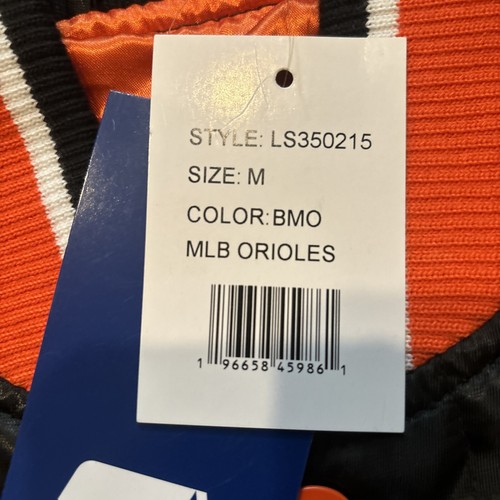 STYLE: LS350215
SIZE: M
COLOR: BMO
MLB ORIOLES
1 96658 45986 1